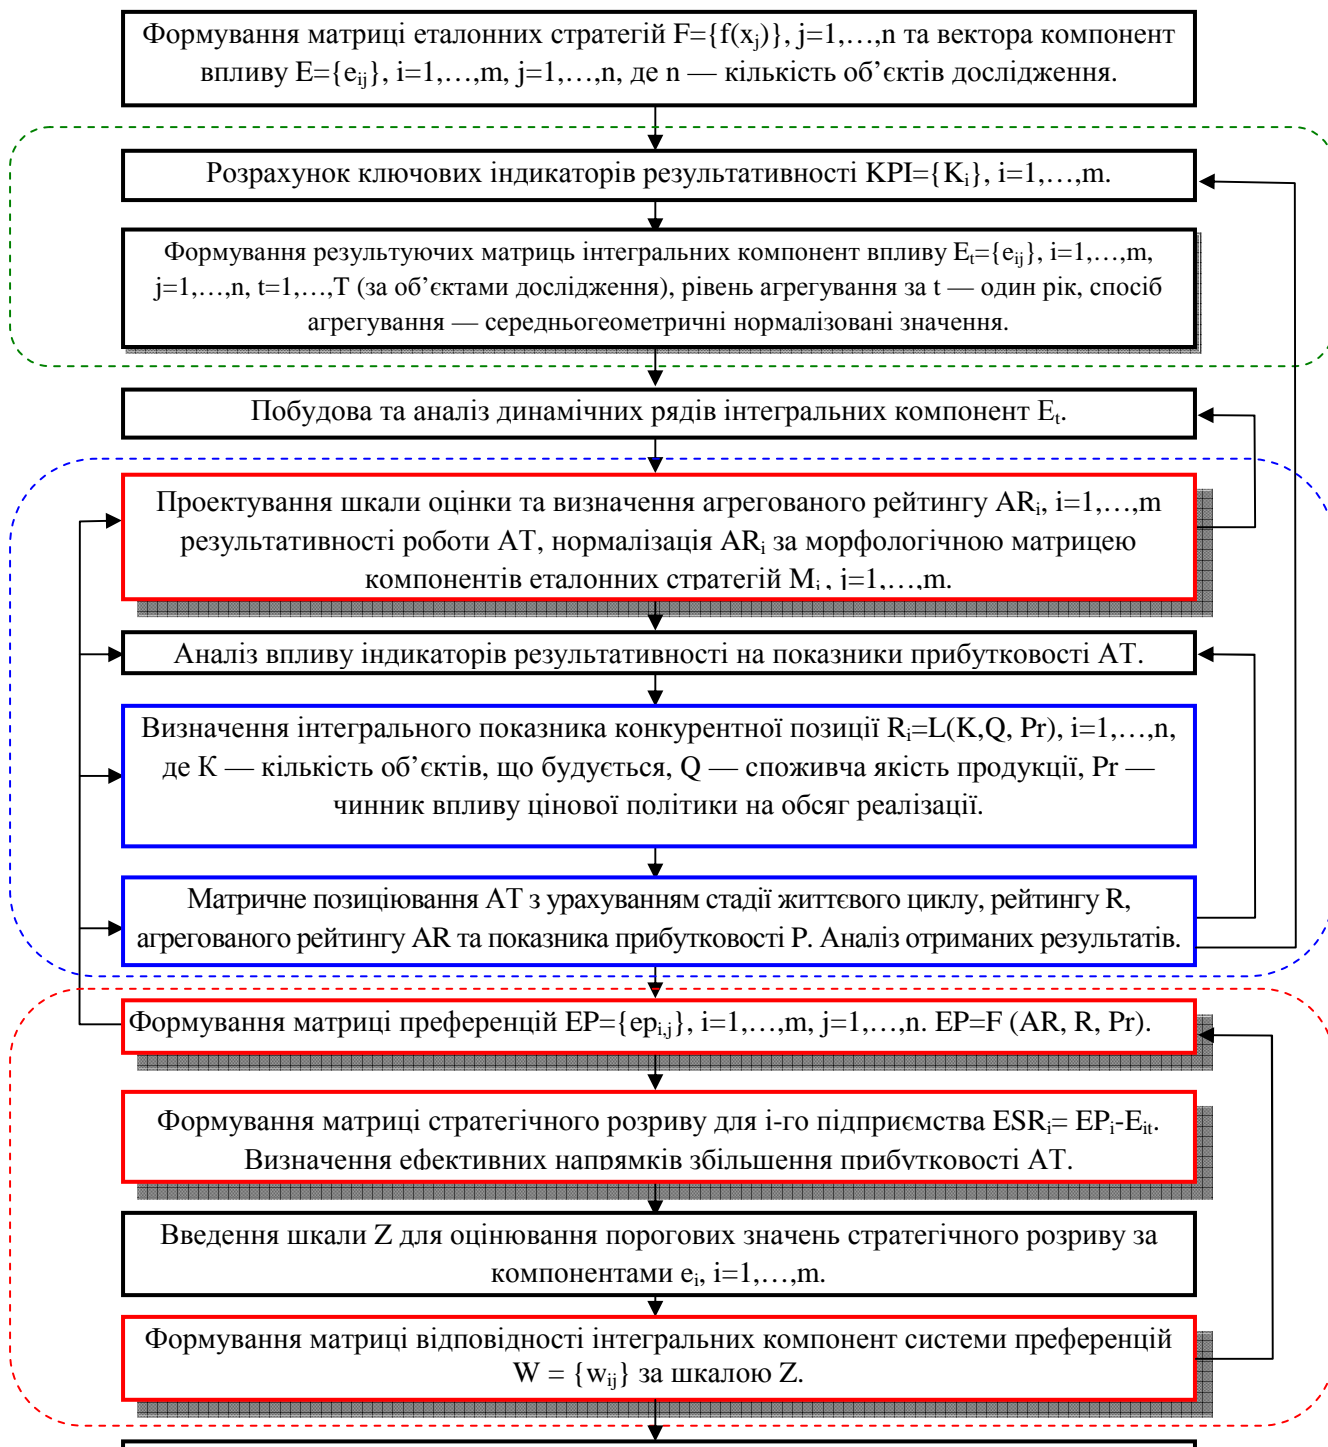 Формування матриці еталонних стратегій F={f(xj)}, j=1,…,n та вектора компонент
впливу E={eij}, i=1,…,m, j=1,…,n, де n — кількість об’єктів дослідження.
Розрахунок ключових індикаторів результативності KPI={Ki}, i=1,…,m.
Формування результуючих матриць інтегральних компонент впливу Et={eij}, i=1,…,m,
j=1,…,n, t=1,…,T (за об’єктами дослідження), рівень агрегування за t — один рік, спосіб
агрегування — середньогеометричні нормалізовані значення.
Побудова та аналіз динамічних рядів інтегральних компонент Et.
Проектування шкали оцінки та визначення агрегованого рейтингу ARi, i=1,…,m
результативності роботи АТ, нормалізація ARi за морфологічною матрицею
компонентів еталонних стратегій Mi, j=1,…,m.
Аналіз впливу індикаторів результативності на показники прибутковості АТ.
Визначення інтегрального показника конкурентної позиції Ri=L(K,Q, Pr), i=1,…,n,
де К — кількість об’єктів, що будується, Q — споживча якість продукції, Pr —
чинник впливу цінової політики на обсяг реалізації.
Матричне позиціювання АТ з урахуванням стадії життєвого циклу, рейтингу R,
агрегованого рейтингу AR та показника прибутковості Р. Аналіз отриманих результатів.
Формування матриці преференцій EP={epi,j}, i=1,…,m, j=1,…,n. EP=F (AR, R, Pr).
Формування матриці стратегічного розриву для і-го підприємства ESRi= EPi-Eit.
Визначення ефективних напрямків збільшення прибутковості АТ.
Введення шкали Z для оцінювання порогових значень стратегічного розриву за
компонентами ei, i=1,…,m.
Формування матриці відповідності інтегральних компонент системи преференцій
W = {wij} за шкалою Z.